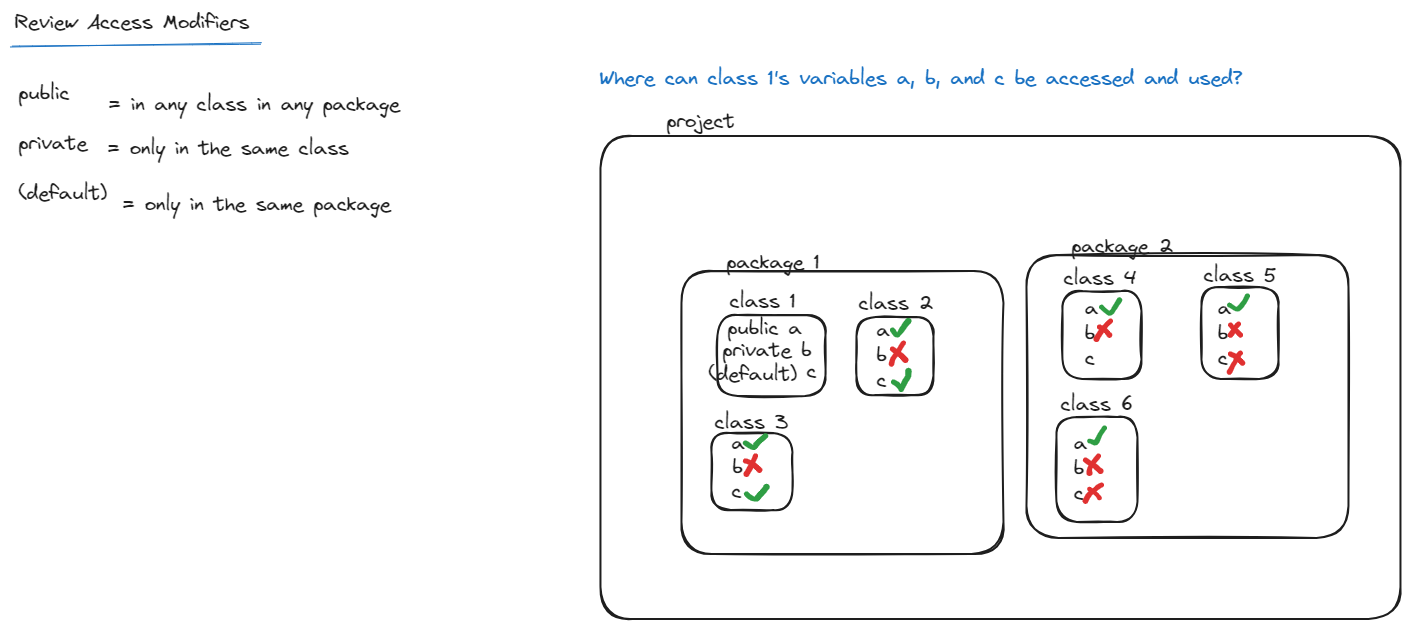 Review Access Modifiers
public = in any class in any package
private = only in the same class
(default) = only in the same package
Where can class 1's variables a, b, and c be accessed and used?
project
package 1
class 1
public a
private b
(default) c
class 2
a
b
c
class 3
a
b
c
package 2
class 4
a
b
c
class 5
a
b
c
class 6
a
b
c